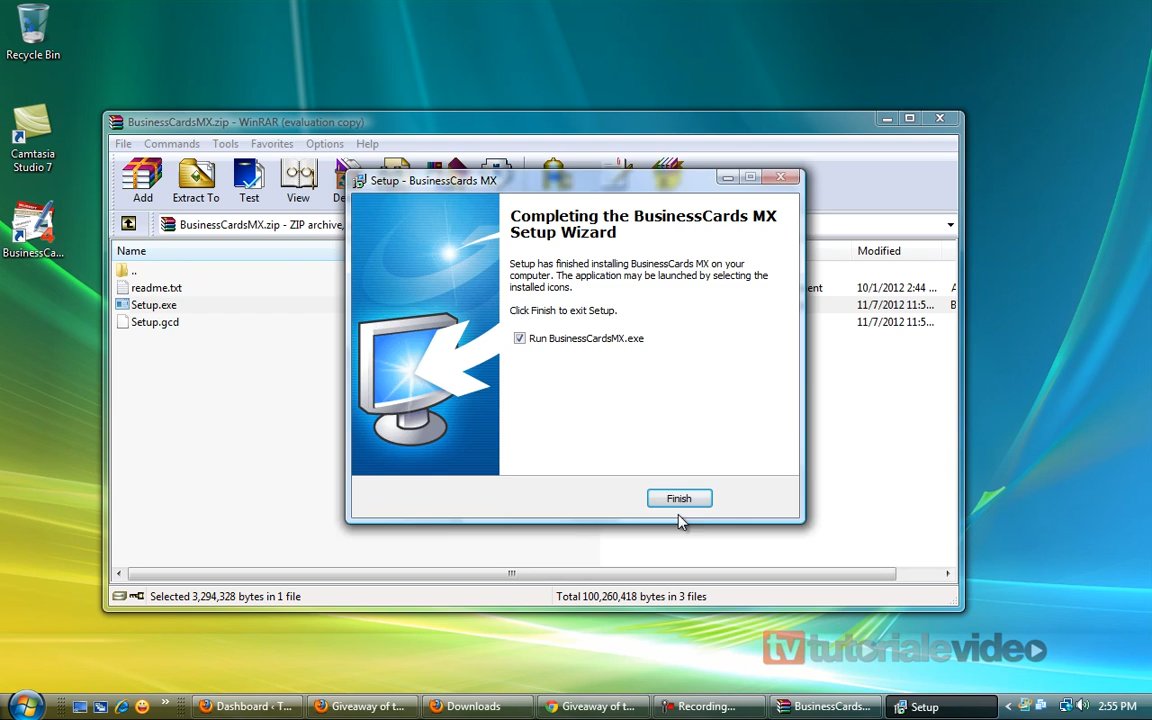 Recycle Bin
Camtasia
Studio 7
BusinessCa...
BusinessCardsMX.zip - WinRAR (evaluation copy)
File Commands Tools Favorites Options Help
Add Extract To Test View De
BusinessCardsMX.zip - ZIP archive,
Name Modified
..
readme.txt ent 10/1/2012 2:44 ... A
Setup.exe 11/7/2012 11:5... B
Setup.gcd 11/7/2012 11:5...
Selected 3,294,328 bytes in 1 file Total 100,260,418 bytes in 3 files
Setup - BusinessCards MX
Completing the BusinessCards MX
Setup Wizard
Setup has finished installing BusinessCards MX on your
computer. The application may be launched by selecting the
installed icons.
Click Finish to exit Setup.
Run BusinessCardsMX.exe
Finish
tv tutorialevideo
Dashboard ‹ T... Giveaway of t... Downloads Giveaway of t... Recording... BusinessCards... Setup 2:55 PM